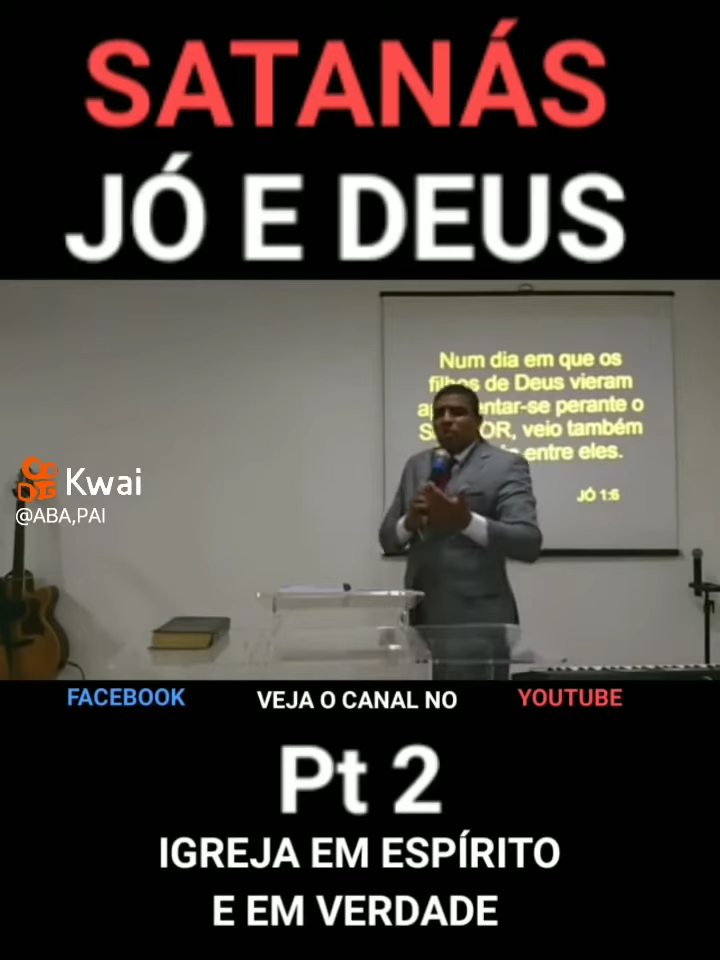 SATANÁS
JÓ E DEUS
Num dia em que os
de Deus vieram
perante o
veio também
entre eles.
JÓ 1:6
Kwai
@ABA,PAI
FACEBOOK VEJA O CANAL NO YOUTUBE
Pt 2
IGREJA EM ESPÍRITO
E EM VERDADE